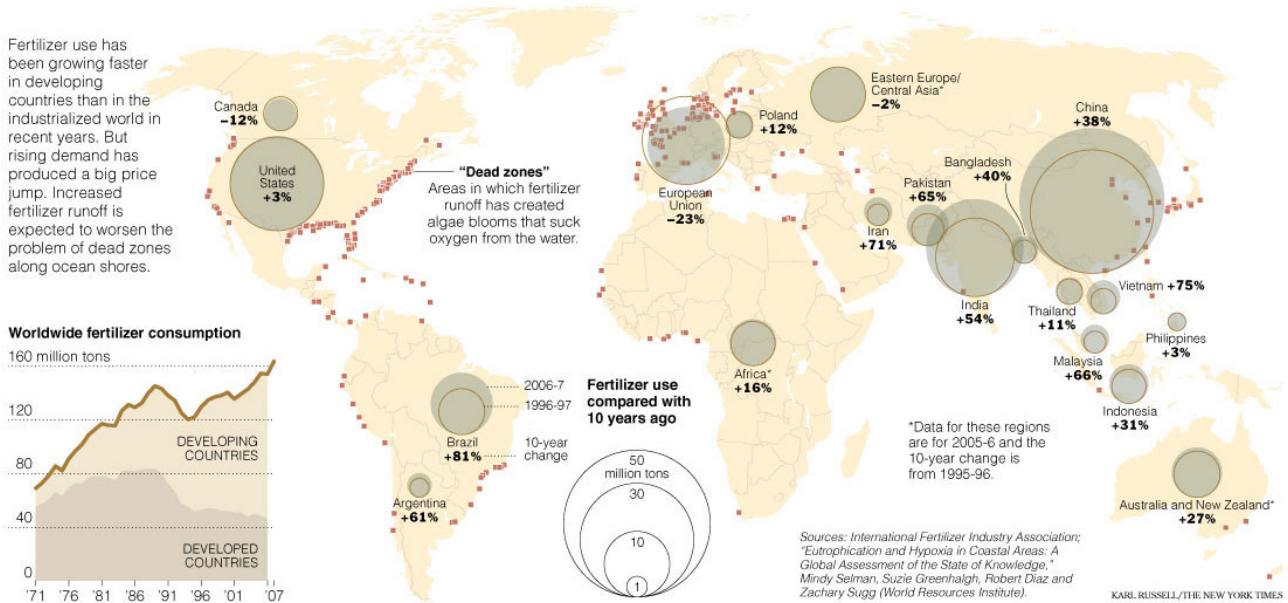 Fertilizer use has
been growing faster
in developing
countries than in the
industrialized world in
recent years. But
rising demand has
produced a big price
jump. Increased
fertilizer runoff is
expected to worsen the
problem of dead zones
along ocean shores.
Canada
–12%
United
States
+3%
“Dead zones”
Areas in which fertilizer
runoff has created
algae blooms that suck
oxygen from the water.
European
Union
–23%
Poland
+12%
Eastern Europe/
Central Asia*
–2%
China
+38%
Bangladesh
+40%
Pakistan
+65%
Iran
+71%
India
+54%
Thailand
+11%
Vietnam +75%
Philippines
+3%
Malaysia
+66%
Indonesia
+31%
Africa*
+16%
Australia and New Zealand*
+27%
Brazil
+81%
Argentina
+61%
2006-7
1996-97
10-year
change
Fertilizer use
compared with
10 years ago
50
million tons
30
10
1
Worldwide fertilizer consumption
160 million tons
120
80
40
0
DEVELOPING
COUNTRIES
DEVELOPED
COUNTRIES
’71 ’76 ’81 ’86 ’91 ’96 ’01 ’07
*Data for these regions
are for 2005-6 and the
10-year change is
from 1995-96.
Sources: International Fertilizer Industry Association;
“Eutrophication and Hypoxia in Coastal Areas: A
Global Assessment of the State of Knowledge,”
Mindy Selman, Suzie Greenhalgh, Robert Diaz and
Zachary Sugg (World Resources Institute).
KARL RUSSELL/THE NEW YORK TIMES